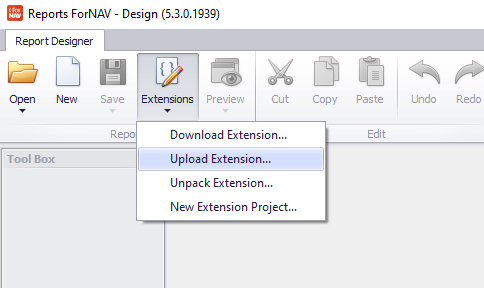 Reports ForNAV - Design (5.3.0.1939)
Report Designer
Open New Save Extensions Preview Cut Copy Paste Undo Redo
Repo Edit
Download Extension...
Tool Box
Upload Extension...
Unpack Extension...
New Extension Project...